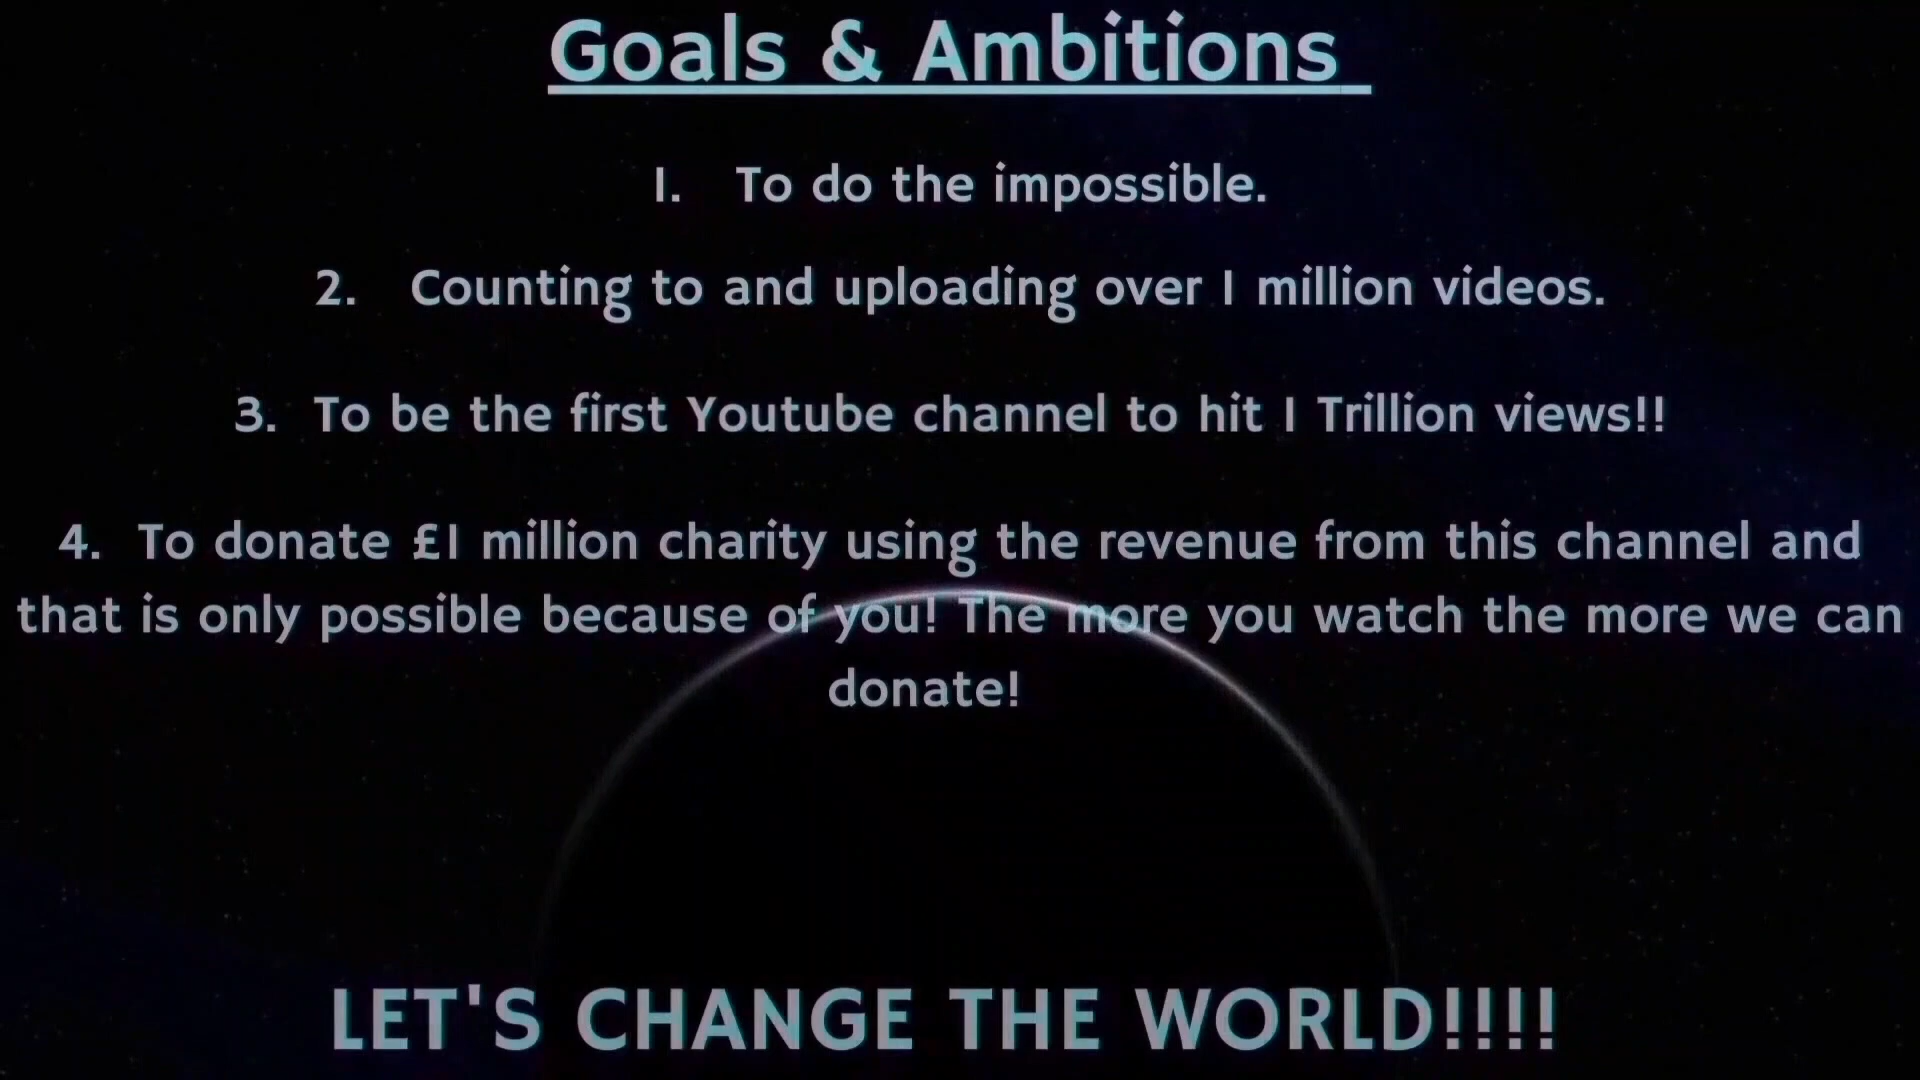 Goals & Ambitions
1. To do the impossible.
2. Counting to and uploading over 1 million videos.
3. To be the first Youtube channel to hit 1 Trillion views!!
4. To donate £1 million charity using the revenue from this channel and
that is only possible because of you! The more you watch the more we can
donate!
LET'S CHANGE THE WORLD!!!!